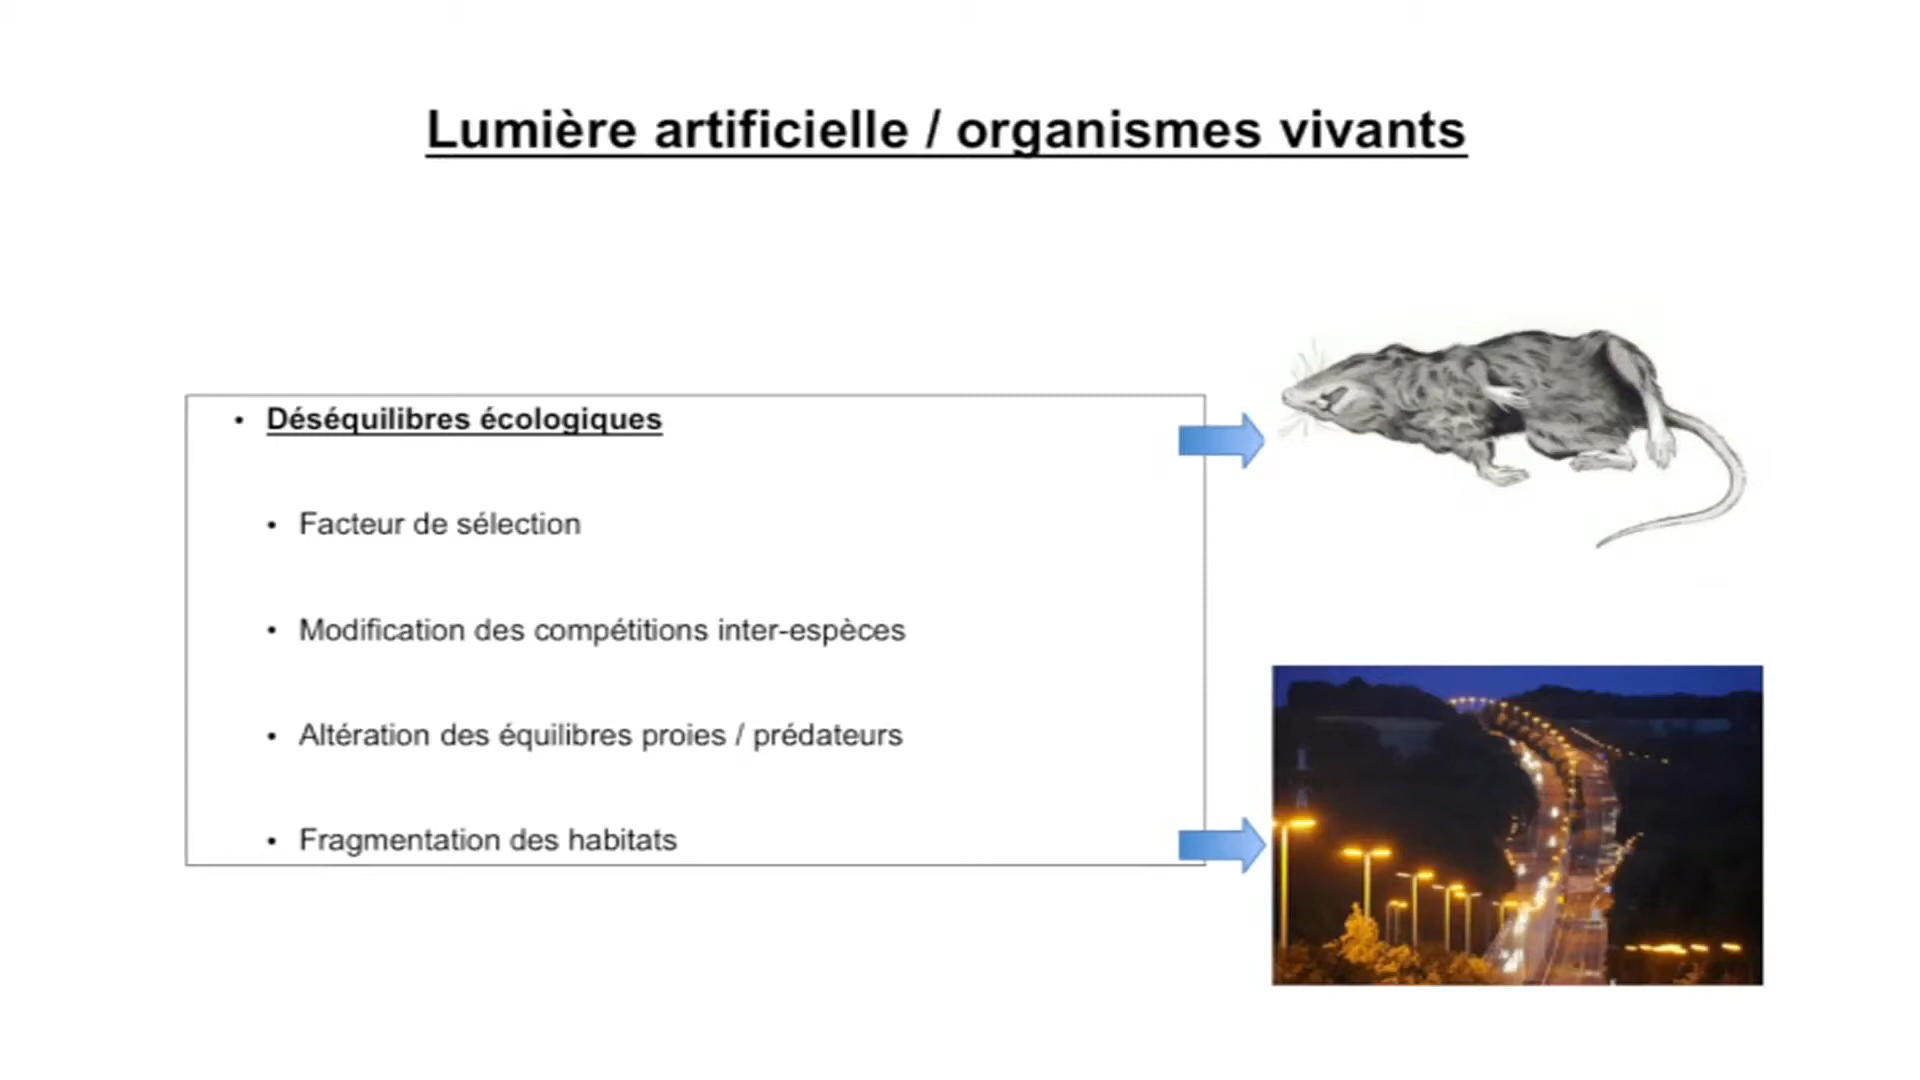 Lumière artificielle / organismes vivants
• Déséquilibres écologiques
• Facteur de sélection
• Modification des compétitions inter-espèces
• Altération des équilibres proies / prédateurs
• Fragmentation des habitats